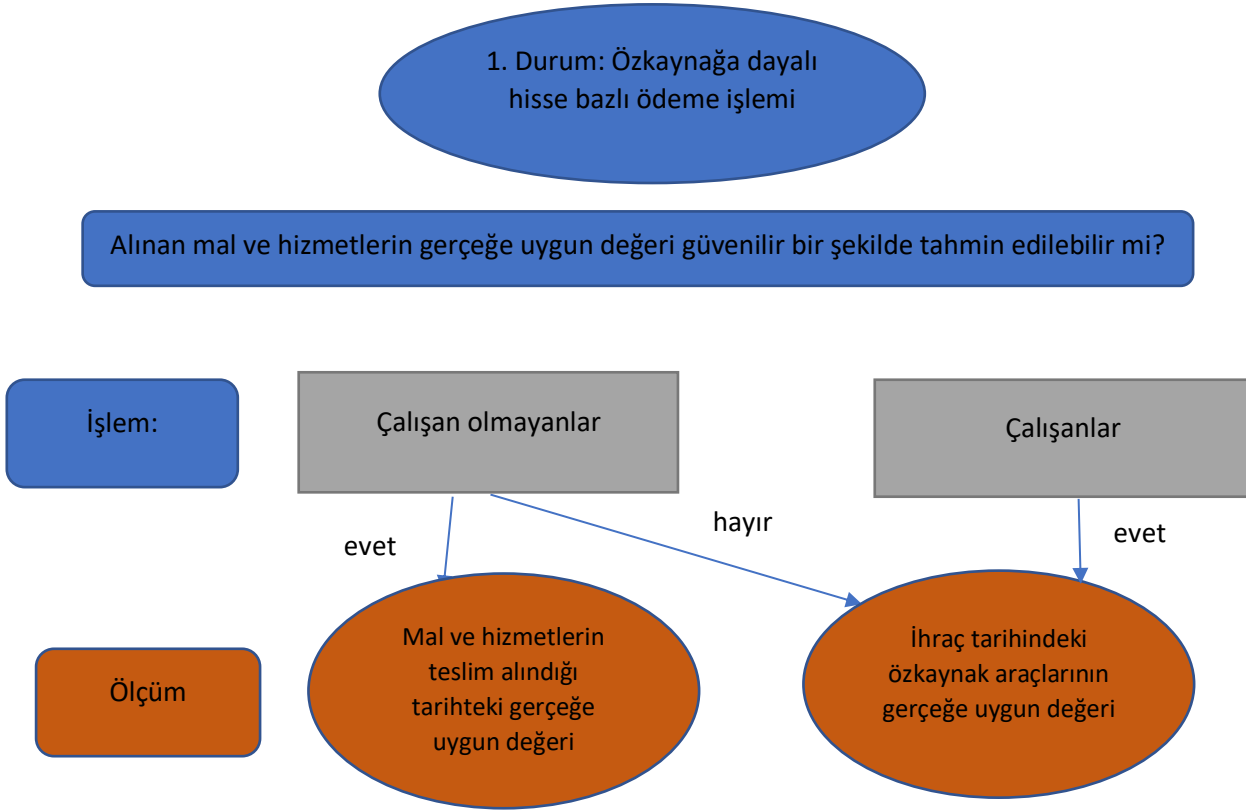 1. Durum: Özkaynağa dayalı
hisse bazlı ödeme işlemi
Alınan mal ve hizmetlerin gerçeğe uygun değeri güvenilir bir şekilde tahmin edilebilir mi?
İşlem:
Çalışan olmayanlar
Çalışanlar
evet
hayır
evet
Ölçüm
Mal ve hizmetlerin
teslim alındığı
tarihteki gerçeğe
uygun değeri
İhraç tarihindeki
özkaynak araçlarının
gerçeğe uygun değeri